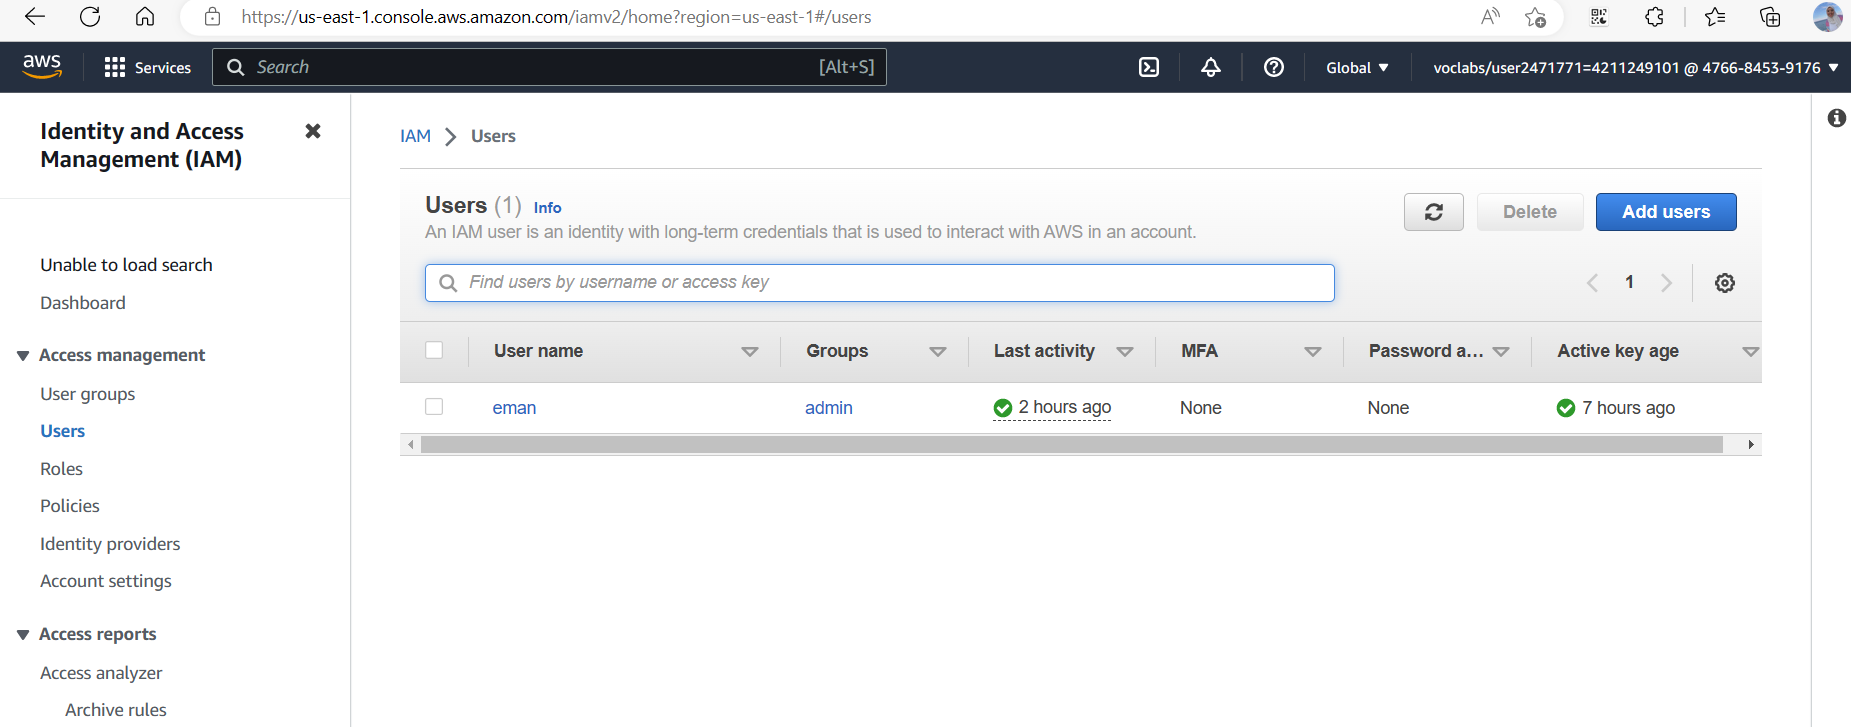 https://us-east-1.console.aws.amazon.com/iamv2/home?region=us-east-1#/users
aws
Services
Search
[Alt+S]
Global
voclabs/user2471771=4211249101 @ 4766-8453-9176
Identity and Access
Management (IAM)
Unable to load search
Dashboard
Access management
User groups
Users
Roles
Policies
Identity providers
Account settings
Access reports
Access analyzer
Archive rules
IAM
Users
Users (1) Info
An IAM user is an identity with long-term credentials that is used to interact with AWS in an account.
Delete
Add users
Find users by username or access key
1
User name Groups Last activity MFA Password a... Active key age
eman admin 2 hours ago None None 7 hours ago